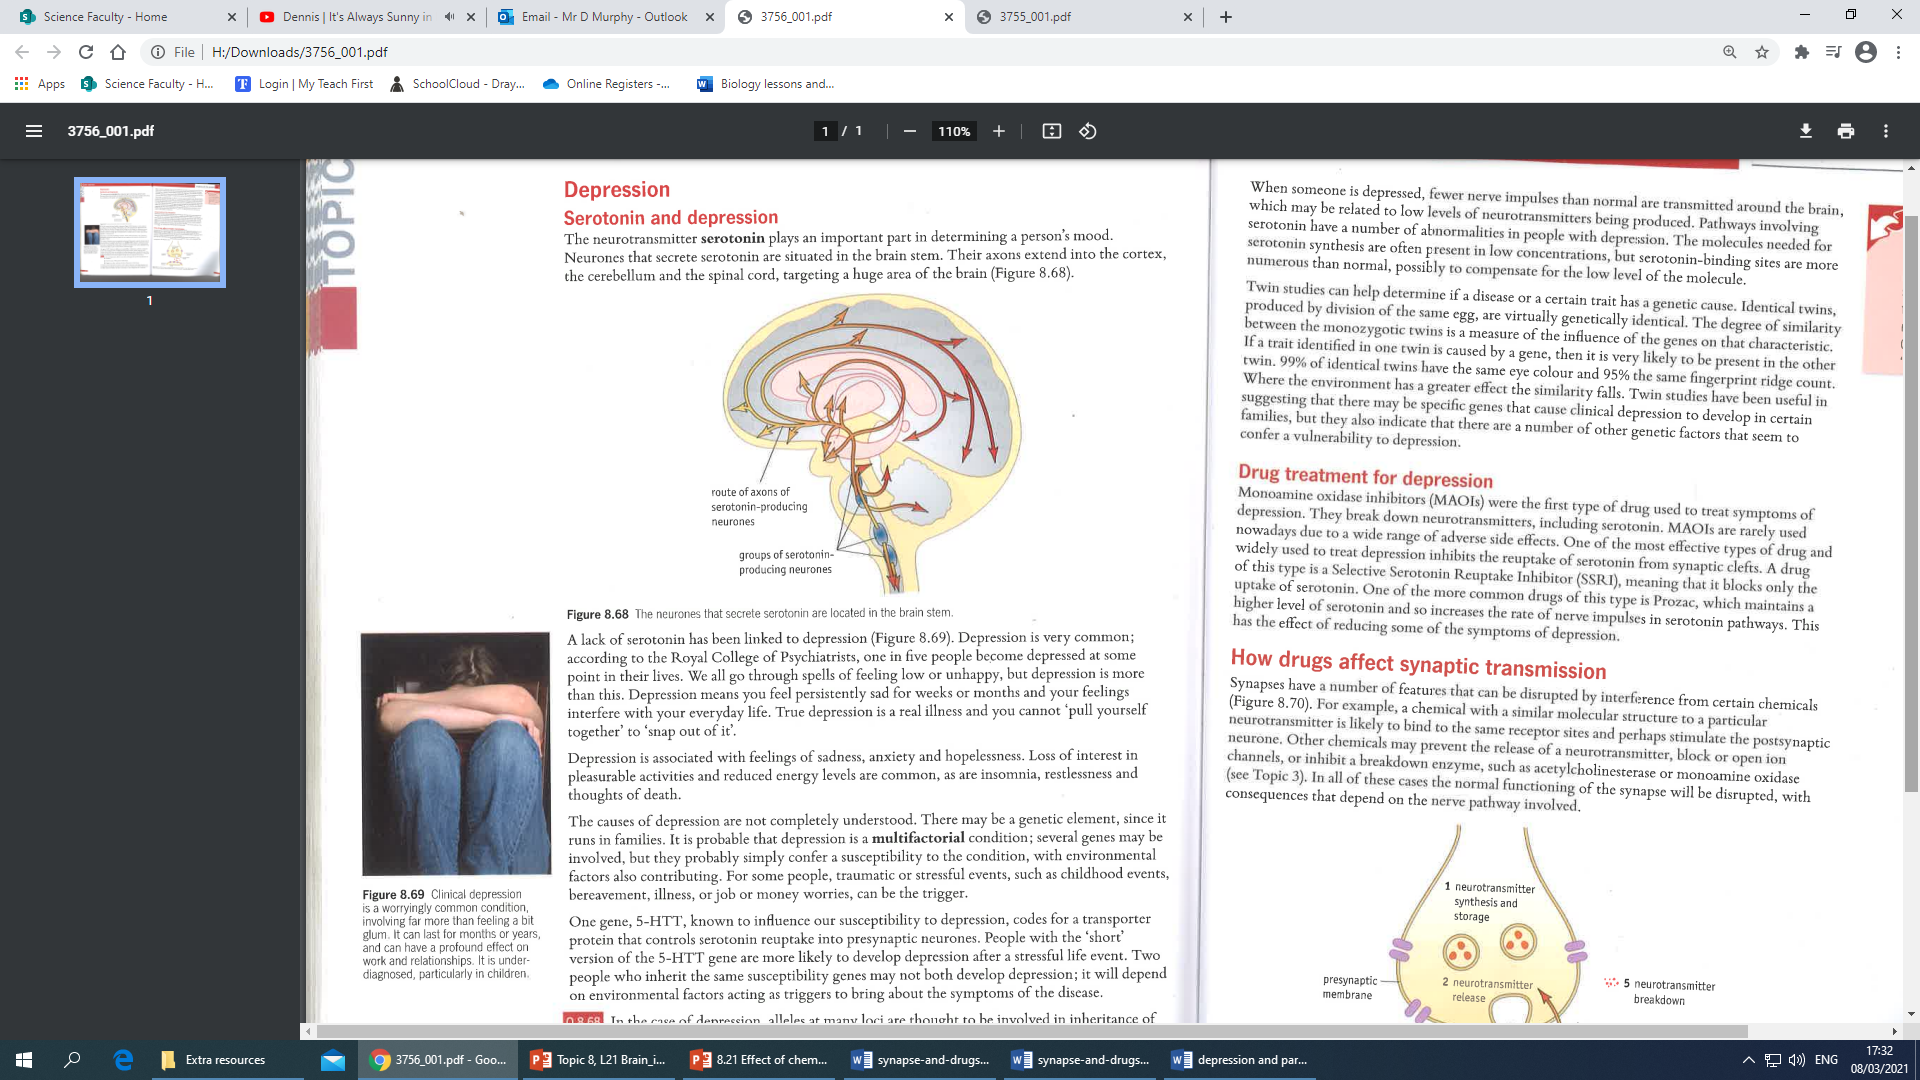 Science Faculty - Home
Dennis | It's Always Sunny in
Email - Mr D Murphy - Outlook
3756_001.pdf
3755_001.pdf
File
H:/Downloads/3756_001.pdf
Apps
Science Faculty - H...
Login | My Teach First
SchoolCloud - Dray...
Online Registers -...
Biology lessons and...
3756_001.pdf
1 / 1
110%
1
TOPIC
Depression
Serotonin and depression
The neurotransmitter serotonin plays an important part in determining a person's mood.
Neurones that secrete serotonin are situated in the brain stem. Their axons extend into the cortex,
the cerebellum and the spinal cord, targeting a huge area of the brain (Figure 8.68).
route of axons of
serotonin-producing
neurones
groups of serotonin-
producing neurones
Figure 8.68 The neurones that secrete serotonin are located in the brain stem.
A lack of serotonin has been linked to depression (Figure 8.69). Depression is very common;
according to the Royal College of Psychiatrists, one in five people become depressed at some
point in their lives. We all go through spells of feeling low or unhappy, but depression is more
than this. Depression means you feel persistently sad for weeks or months and your feelings
interfere with your everyday life. True depression is a real illness and you cannot 'pull yourself
together' to 'snap out of it'.
Depression is associated with feelings of sadness, anxiety and hopelessness. Loss of interest in
pleasurable activities and reduced energy levels are common, as are insomnia, restlessness and
thoughts of death.
The causes of depression are not completely understood. There may be a genetic element, since it
runs in families. It is probable that depression is a multifactorial condition; several genes may be
involved, but they probably simply confer a susceptibility to the condition, with environmental
factors also contributing. For some people, traumatic or stressful events, such as childhood events,
bereavement, illness, or job or money worries, can be the trigger.
One gene, 5-HTT, known to influence our susceptibility to depression, codes for a transporter
protein that controls serotonin reuptake into presynaptic neurones. People with the 'short'
version of the 5-HTT gene are more likely to develop depression after a stressful life event. Two
people who inherit the same susceptibility genes may not both develop depression; it will depend
on environmental factors acting as triggers to bring about the symptoms of the disease.
Q 8.68 In the case of depression, alleles at many loci are thought to be involved in inheritance of
Figure 8.69 Clinical depression
is a worryingly common condition,
involving far more than feeling a bit
glum. It can last for months or years,
and can have a profound effect on
work and relationships. It is under-
diagnosed, particularly in children.
When someone is depressed, fewer nerve impulses than normal are transmitted around the brain,
which may be related to low levels of neurotransmitters being produced. Pathways involving
serotonin have a number of abnormalities in people with depression. The molecules needed for
serotonin synthesis are often present in low concentrations, but serotonin-binding sites are more
numerous than normal, possibly to compensate for the low level of the molecule.
Twin studies can help determine if a disease or a certain trait has a genetic cause. Identical twins,
produced by division of the same egg, are virtually genetically identical. The degree of similarity
between the monozygotic twins is a measure of the influence of the genes on that characteristic.
If a trait identified in one twin is caused by a gene, then it is very likely to be present in the other
twin. 99% of identical twins have the same eye colour and 95% the same fingerprint ridge count.
Where the environment has a greater effect the similarity falls. Twin studies have been useful in
suggesting that there may be specific genes that cause clinical depression to develop in certain
families, but they also indicate that there are a number of other genetic factors that seem to
confer a vulnerability to depression.
Drug treatment for depression
Monoamine oxidase inhibitors (MAOIs) were the first type of drug used to treat symptoms of
depression. They break down neurotransmitters, including serotonin. MAOIs are rarely used
nowadays due to a wide range of adverse side effects. One of the most effective types of drug and
widely used to treat depression inhibits the reuptake of serotonin from synaptic clefts. A drug
of this type is a Selective Serotonin Reuptake Inhibitor (SSRI), meaning that it blocks only the
uptake of serotonin. One of the more common drugs of this type is Prozac, which maintains a
higher level of serotonin and so increases the rate of nerve impulses in serotonin pathways. This
has the effect of reducing some of the symptoms of depression.
How drugs affect synaptic transmission
Synapses have a number of features that can be disrupted by interference from certain chemicals
(Figure 8.70). For example, a chemical with a similar molecular structure to a particular
neurotransmitter is likely to bind to the same receptor sites and perhaps stimulate the postsynaptic
neurone. Other chemicals may prevent the release of a neurotransmitter, block or open ion
channels, or inhibit a breakdown enzyme, such as acetylcholinesterase or monoamine oxidase
(see Topic 3). In all of these cases the normal functioning of the synapse will be disrupted, with
consequences that depend on the nerve pathway involved.
1 neurotransmitter
synthesis and
storage
presynaptic
membrane
2 neurotransmitter
release
5 neurotransmitter
breakdown
Extra resources
3756_001.pdf - Goo...
Topic 8, L21 Brain_i...
8.21 Effect of chem...
synapse-and-drugs...
synapse-and-drugs...
depression and par...
ENG
17:32
08/03/2021